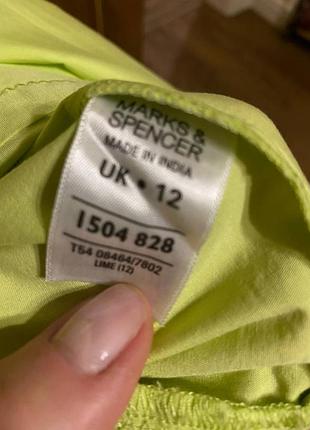 MARKS &
SPENCER
MADE IN INDIA
UK • 12
1504 828
T54 08464/7802
LIME (12)